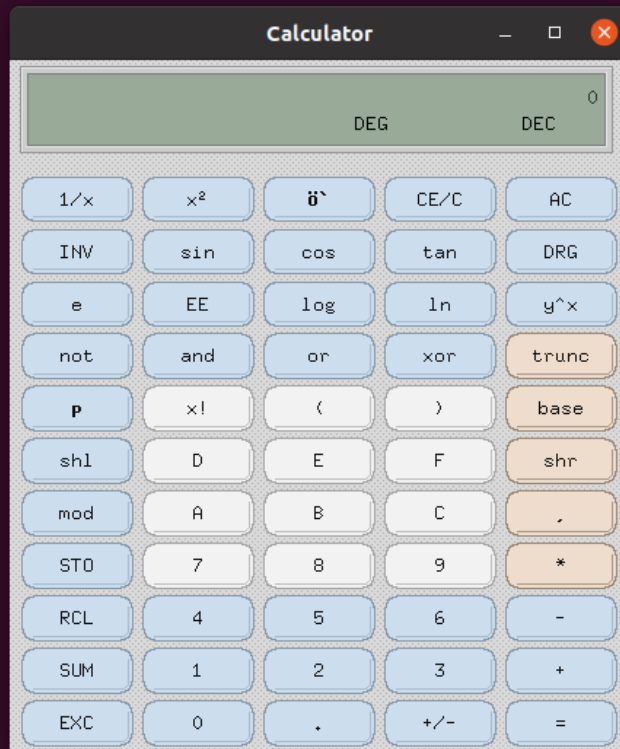 Calculator
0
DEG DEC
1/x x² ö` CE/C AC
INV sin cos tan DRG
e EE log ln y^x
not and or xor trunc
p x! ( ) base
shl D E F shr
mod A B C ,
STO 7 8 9 *
RCL 4 5 6 -
SUM 1 2 3 +
EXC 0 . +/- =